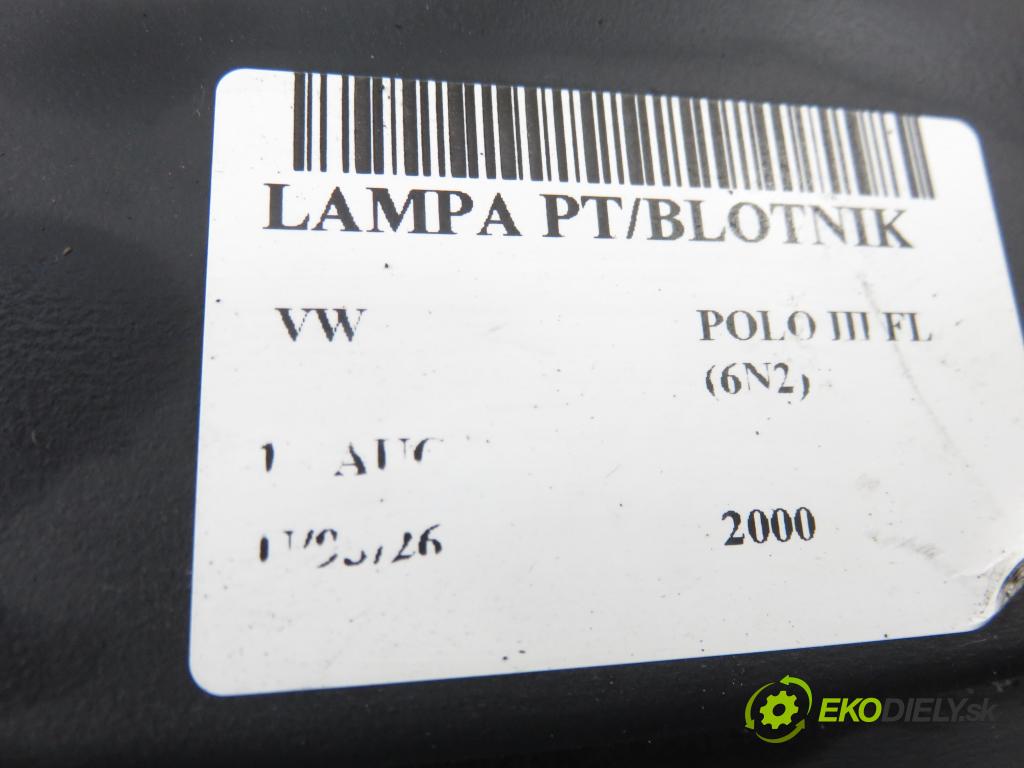 LAMPA PT/BLOTNIK
VW POLO III FL
(6N2)
2000
EKODIELY.sk